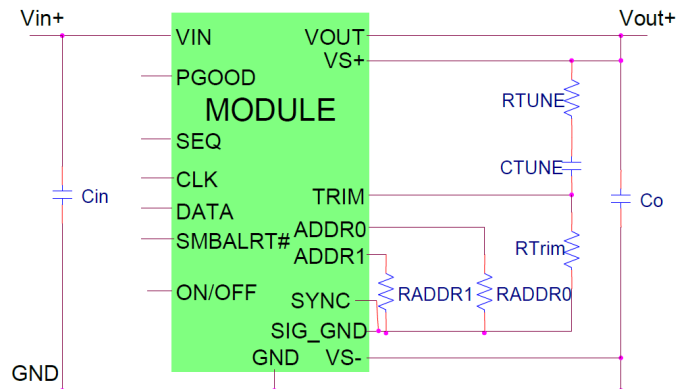 Vin+
Vout+
VIN
VOUT
VS+
PGOOD
MODULE
RTUNE
SEQ
CTUNE
CLK
TRIM
Cin
Co
DATA
ADDR0
SMBALRT#
RTrim
ADDR1
ON/OFF
SYNC
RADDR1
RADDR0
SIG_GND
GND
VS-
GND